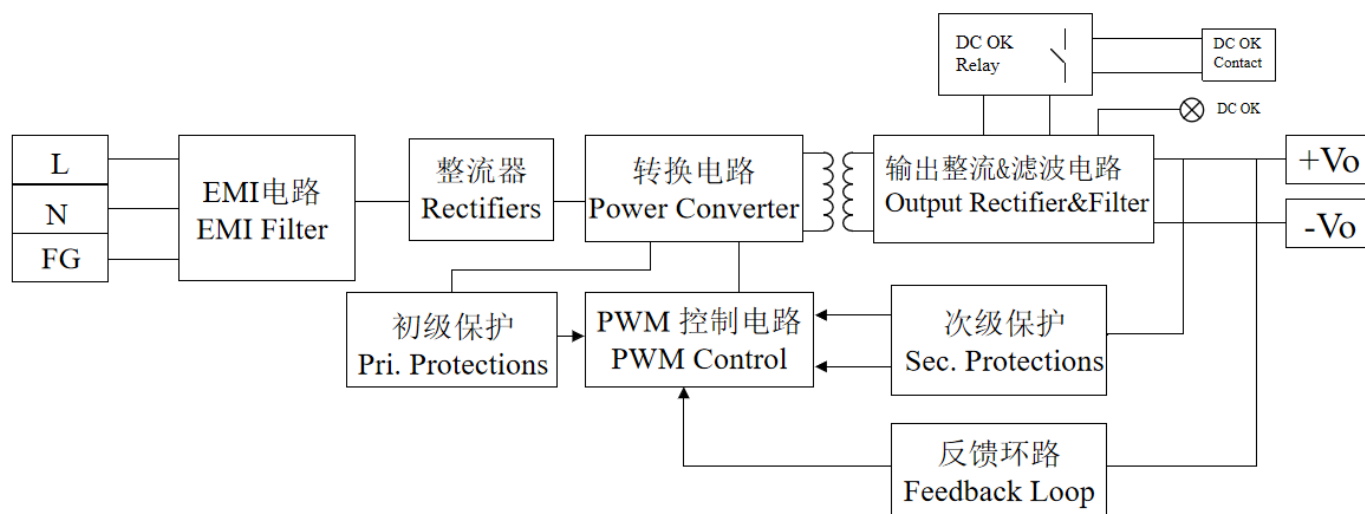 DC OK
Relay
DC OK
Contact
DC OK
L
N
FG
EMI电路
EMI Filter
整流器
Rectifiers
转换电路
Power Converter
输出整流&滤波电路
Output Rectifier&Filter
+Vo
-Vo
初级保护
Pri. Protections
PWM 控制电路
PWM Control
次级保护
Sec. Protections
反馈环路
Feedback Loop